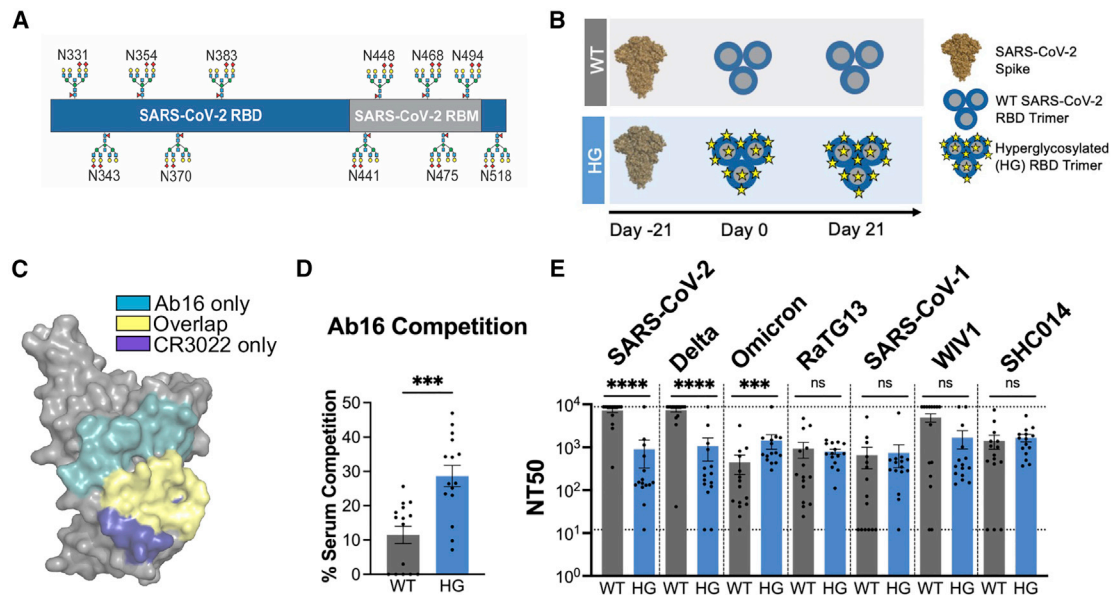 A
N331
N354
N383
N448
N468
N494
SARS-CoV-2 RBD
SARS-CoV-2 RBM
N343
N370
N441
N475
N518
B
WT
HG
Day -21
Day 0
Day 21
SARS-CoV-2
Spike
WT SARS-CoV-2
RBD Trimer
Hyperglycosylated
(HG) RBD Trimer
C
Ab16 only
Overlap
CR3022 only
D
Ab16 Competition
***
% Serum Competition
50
40
30
20
10
0
WT
HG
E
SARS-CoV-2
Delta
Omicron
RaTG13
SARS-CoV-1
WIV1
SHC014
**** **** *** ns ns ns ns
NT50
10⁴
10³
10²
10¹
10⁰
WT HG WT HG WT HG WT HG WT HG WT HG WT HG